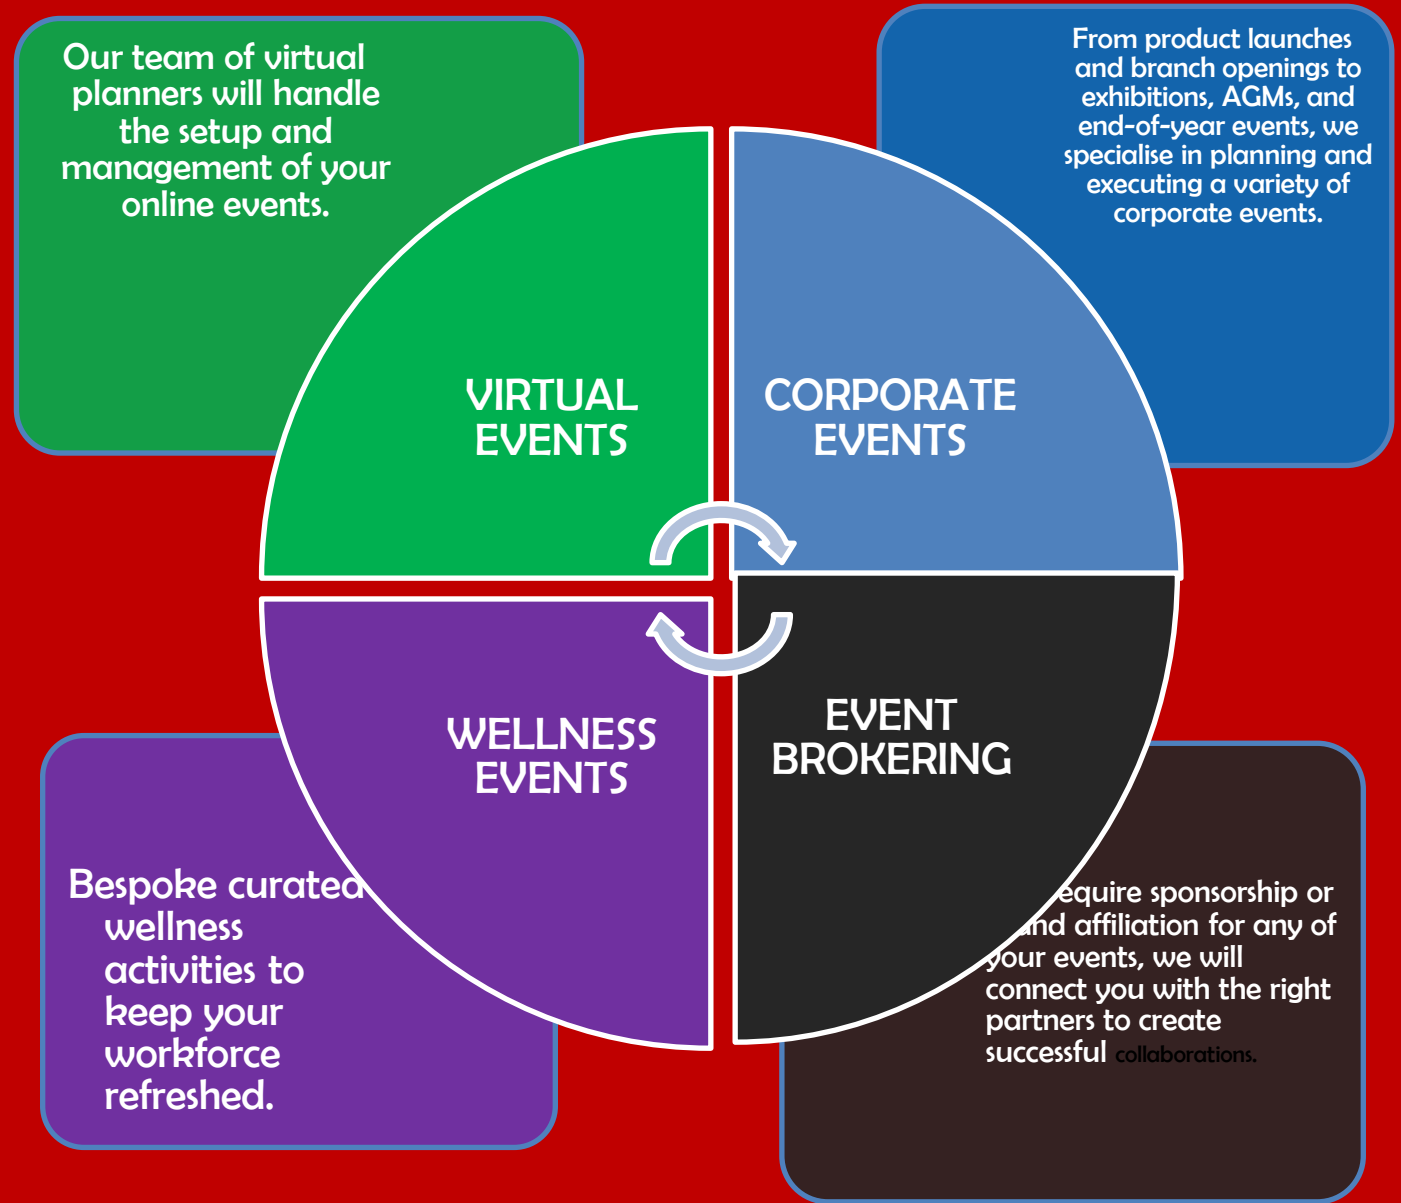 Our team of virtual
planners will handle
the setup and
management of your
online events.
From product launches
and branch openings to
exhibitions, AGMs, and
end-of-year events, we
specialise in planning and
executing a variety of
corporate events.
VIRTUAL
EVENTS
CORPORATE
EVENTS
WELLNESS
EVENTS
EVENT
BROKERING
Bespoke curated
wellness
activities to
keep your
workforce
refreshed.
equire sponsorship or
nd affiliation for any of
your events, we will
connect you with the right
partners to create
successful collaborations.